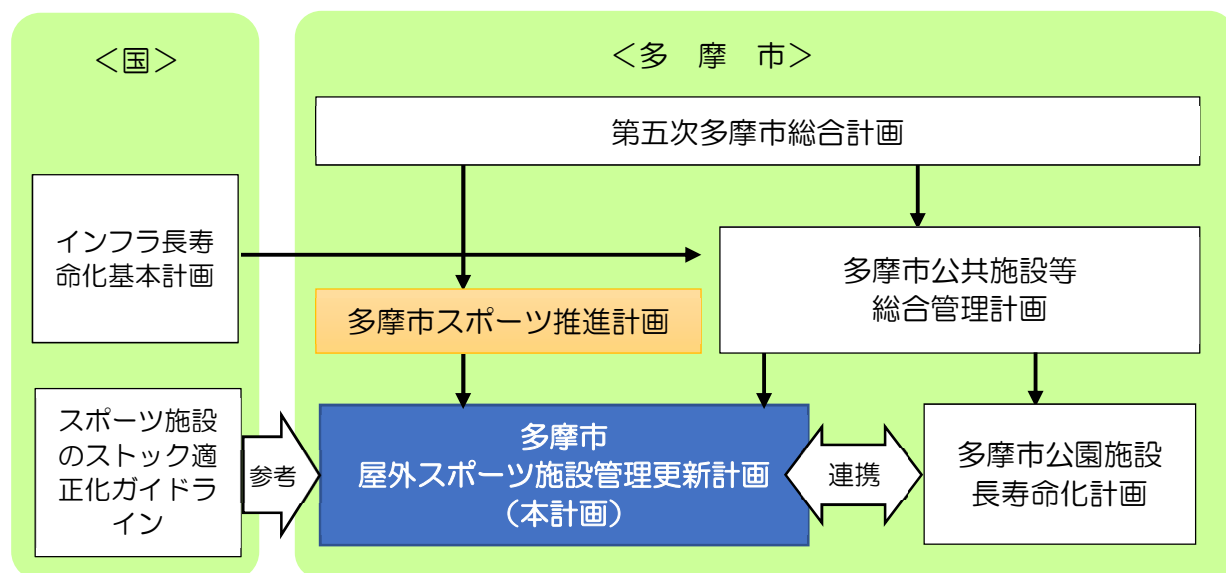 ＜国＞
インフラ長寿
命化基本計画
スポーツ施設
のストック適
正化ガイドラ
イン
参考
＜多　摩　市＞
第五次多摩市総合計画
多摩市スポーツ推進計画
多摩市公共施設等
総合管理計画
多摩市
屋外スポーツ施設管理更新計画
（本計画）
連携
多摩市公園施設
長寿命化計画